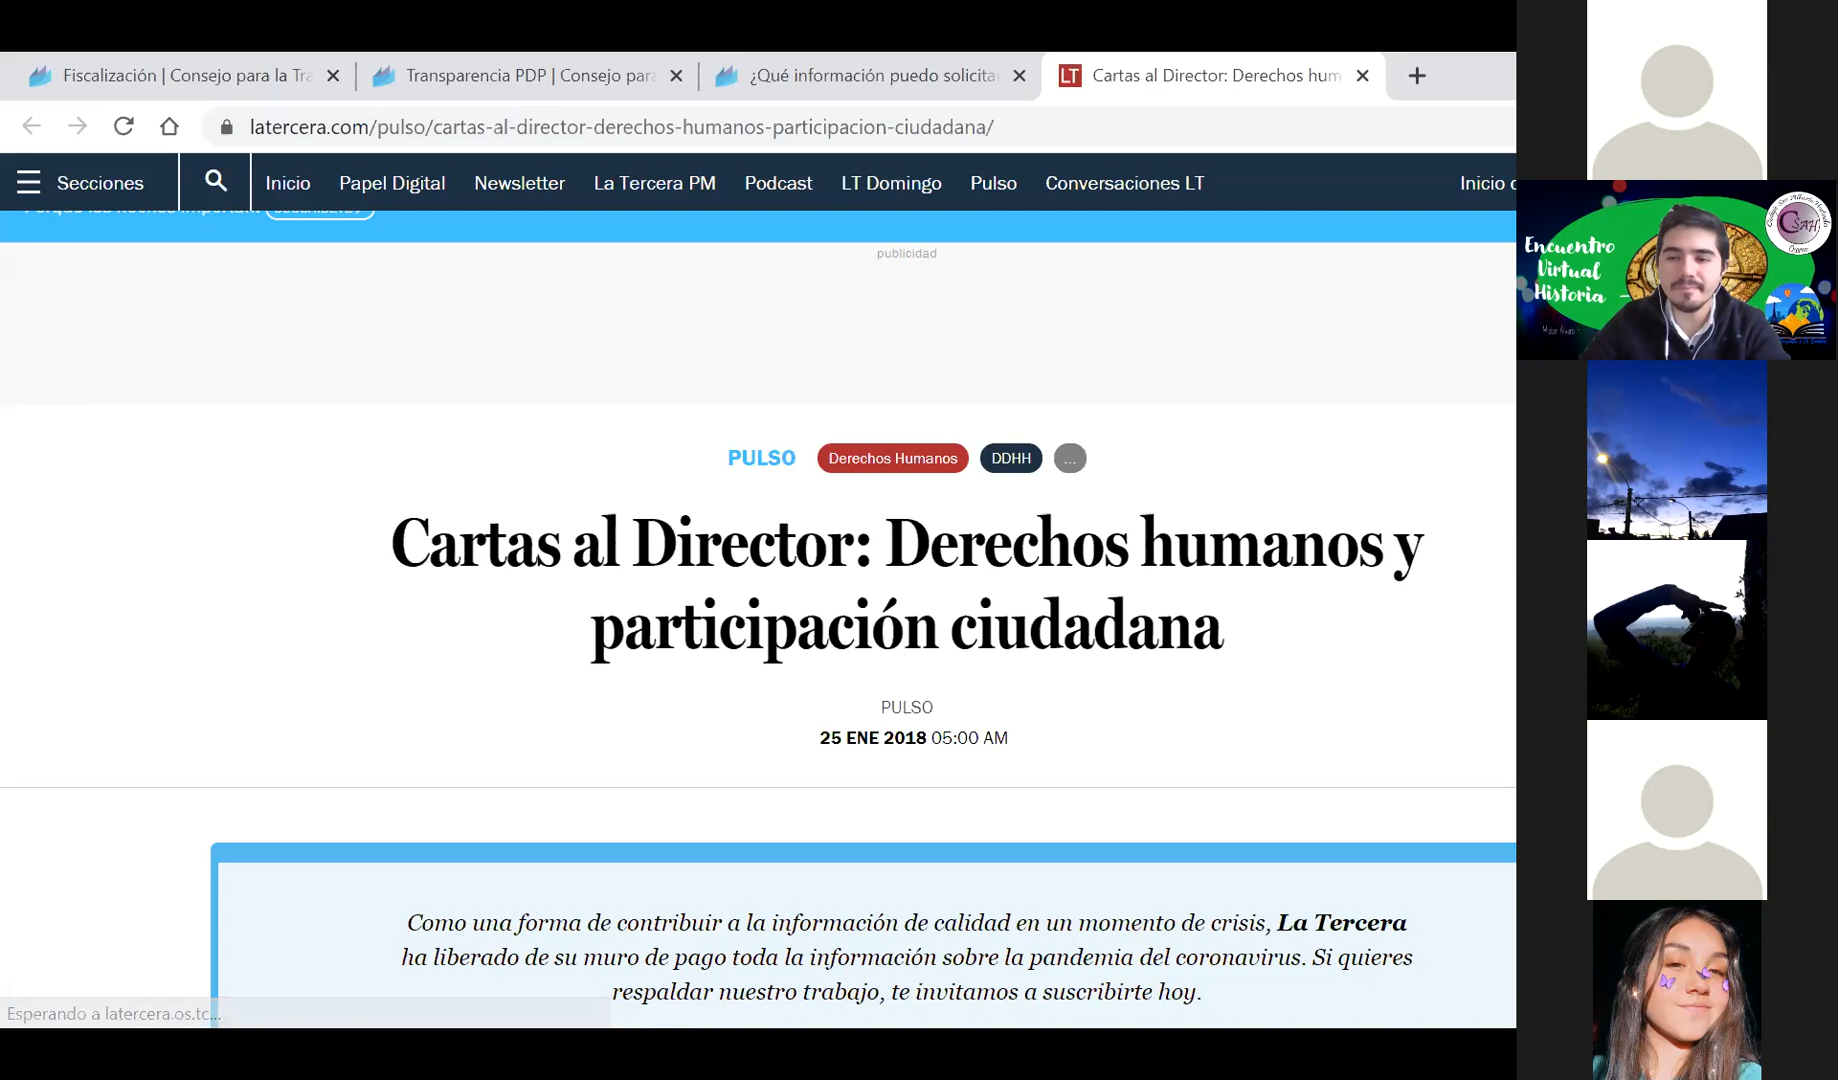 Fiscalización | Consejo para la Tra
Transparencia PDP | Consejo para
¿Qué información puedo solicitar
Cartas al Director: Derechos hum
latercera.com/pulso/cartas-al-director-derechos-humanos-participacion-ciudadana/
Secciones
Inicio
Papel Digital
Newsletter
La Tercera PM
Podcast
LT Domingo
Pulso
Conversaciones LT
Inicio
publicidad
PULSO
Derechos Humanos
DDHH
...
Cartas al Director: Derechos humanos y
participación ciudadana
PULSO
25 ENE 2018 05:00 AM
Como una forma de contribuir a la información de calidad en un momento de crisis, La Tercera
ha liberado de su muro de pago toda la información sobre la pandemia del coronavirus. Si quieres
respaldar nuestro trabajo, te invitamos a suscribirte hoy.
Esperando a latercera.os.tc...
Encuentro
Virtual
Historia
CSAH
LT